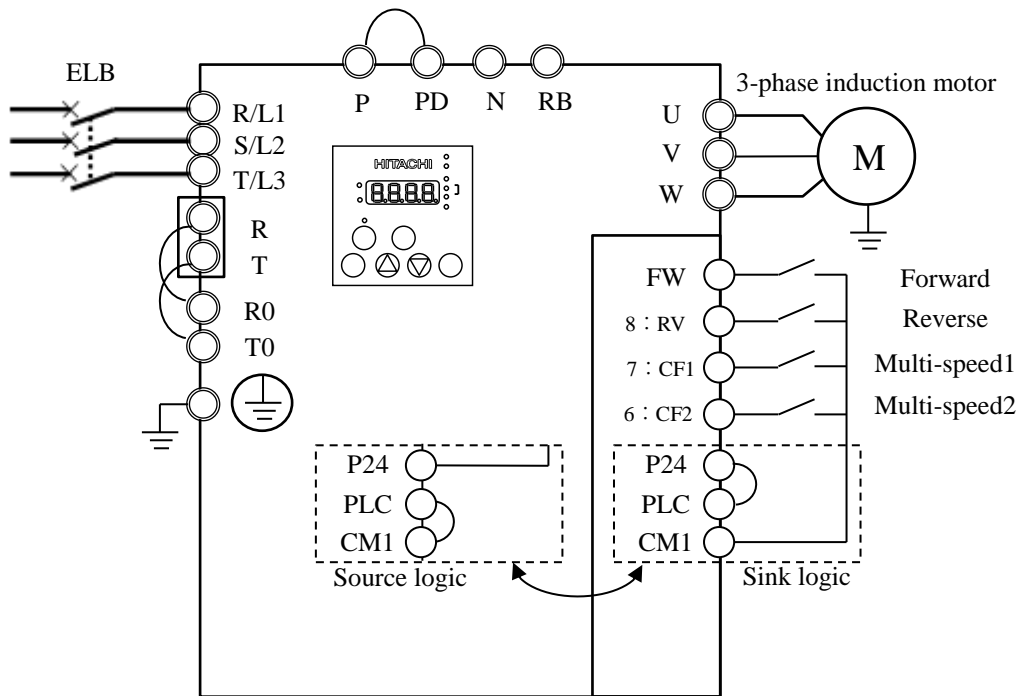 ELB
P PD N RB
3-phase induction motor
R/L1
S/L2
T/L3
HITACHI
8.8.8.8
U
V
W
M
R
T
R0
T0
FW Forward
8：RV Reverse
7：CF1 Multi-speed1
6：CF2 Multi-speed2
P24
PLC
CM1
Source logic
P24
PLC
CM1
Sink logic